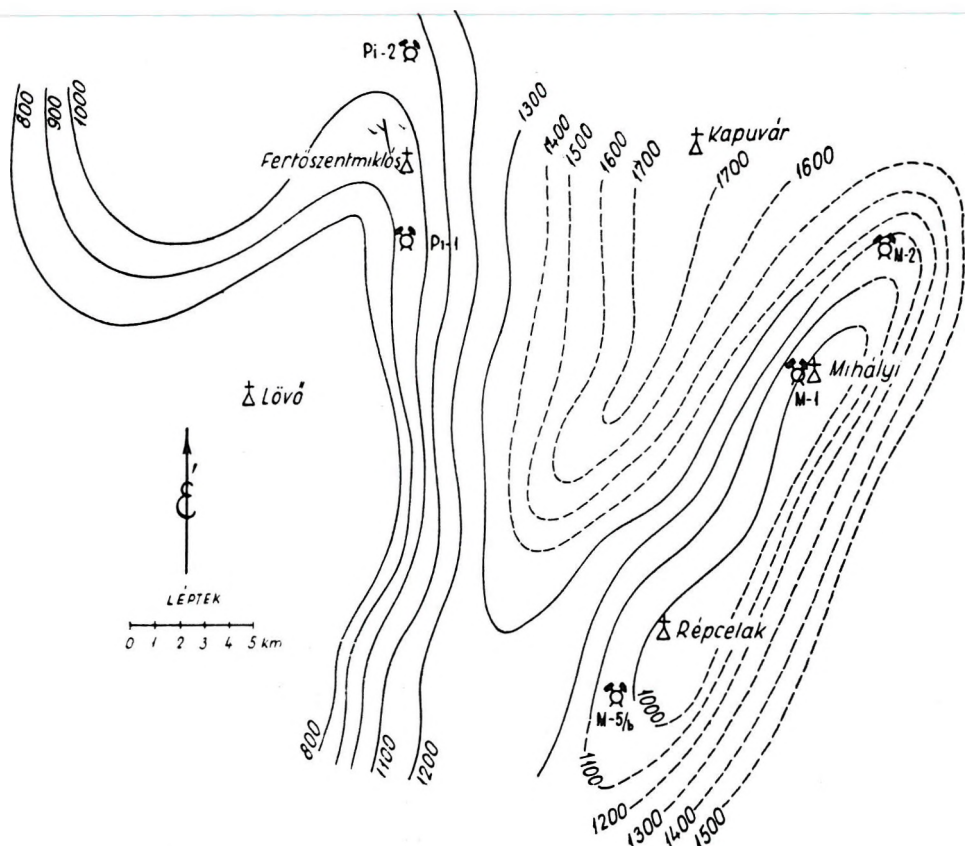 Pi-2
800
900
1000
Fertöszentmiklós
Pi-1
Lövő
É
LÉPTEK
0 1 2 3 4 5 km
1300
1400
1500
1600
1700
Kapuvár
1700
1600
M-2
Mihályi
M-1
Répcelak
M-5/b
1000
1100
1200
1300
1400
1500
800
1100
1200